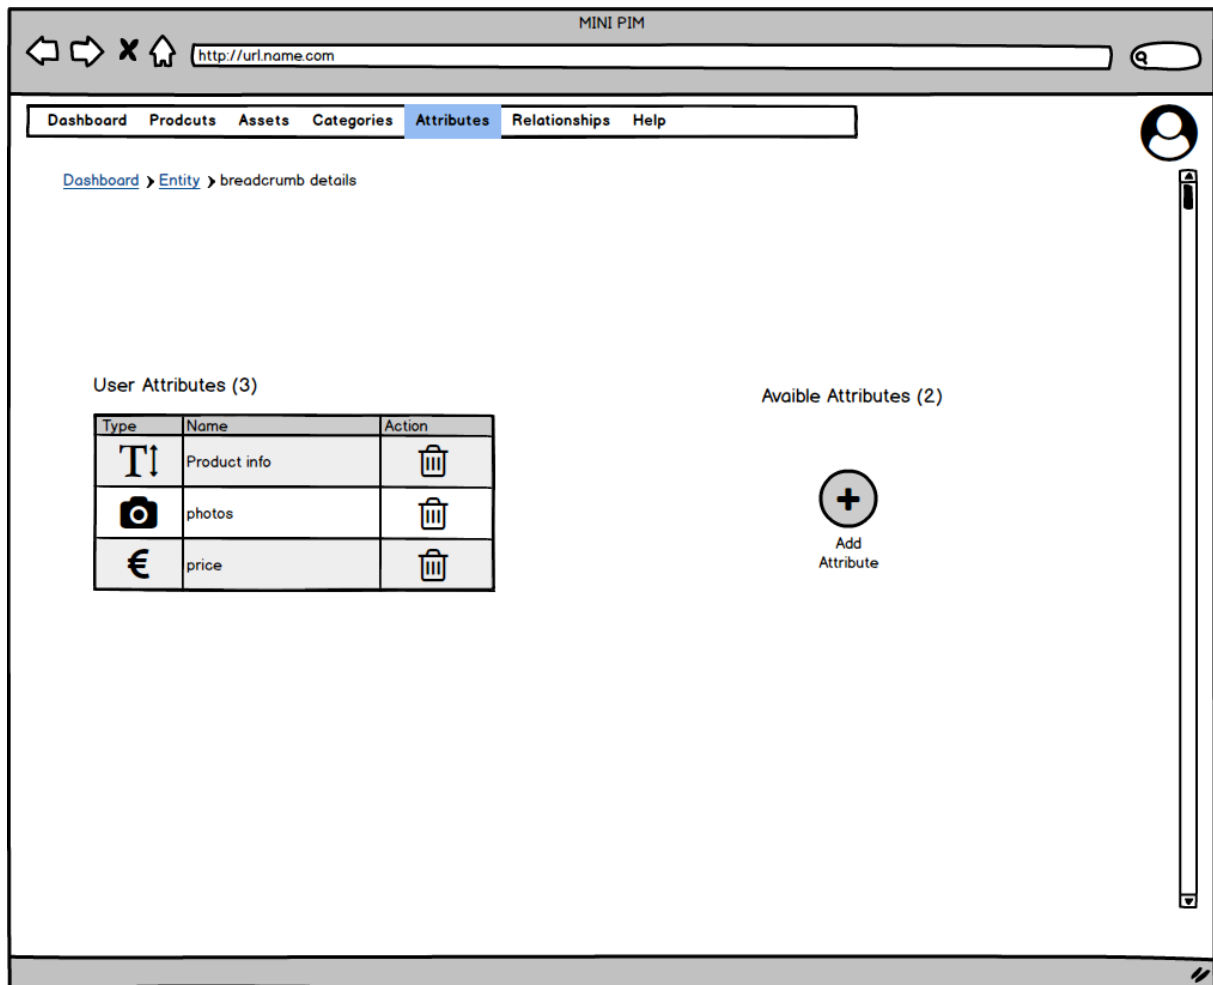 MINI PIM
http://url.name.com
Dashboard Prodcuts Assets Categories Attributes Relationships Help
Dashboard > Entity > breadcrumb details
User Attributes (3)
Avaible Attributes (2)
Type Name Action
Product info
photos
price
Add
Attribute